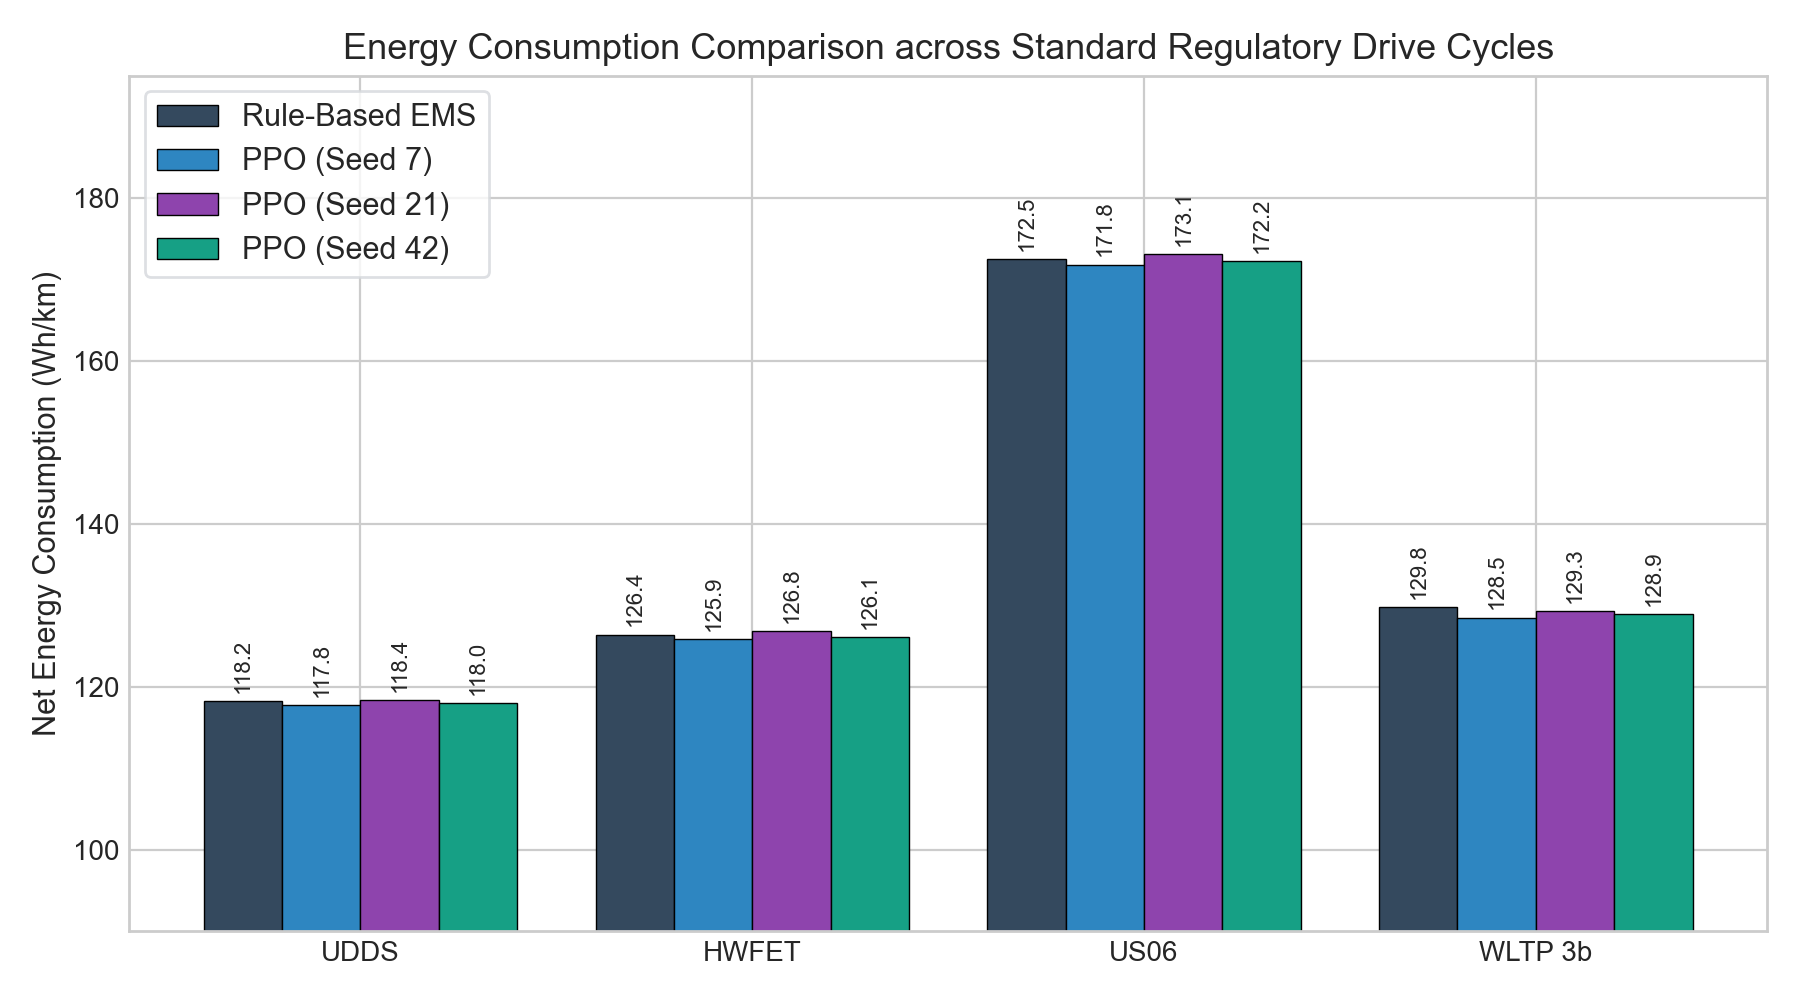 Energy Consumption Comparison across Standard Regulatory Drive Cycles
Rule-Based EMS
PPO (Seed 7)
PPO (Seed 21)
PPO (Seed 42)
Net Energy Consumption (Wh/km)
180
160
140
120
100
118.2
117.8
118.4
118.0
126.4
125.9
126.8
126.1
172.5
171.8
173.1
172.2
129.8
128.5
129.3
128.9
UDDS
HWFET
US06
WLTP 3b